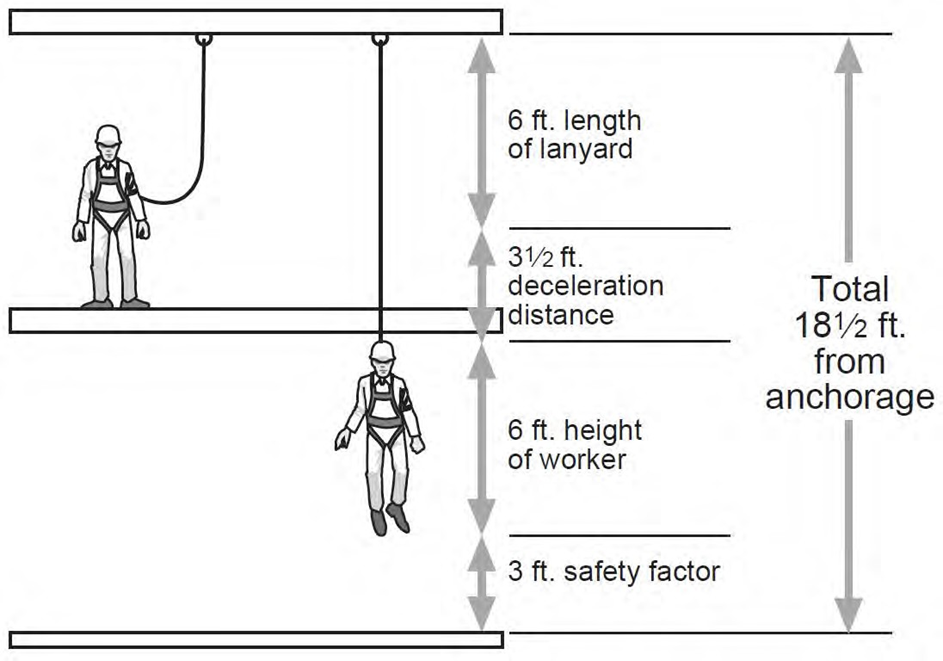 6 ft. length
of lanyard
3½ ft.
deceleration
distance
6 ft. height
of worker
3 ft. safety factor
Total
18½ ft.
from
anchorage